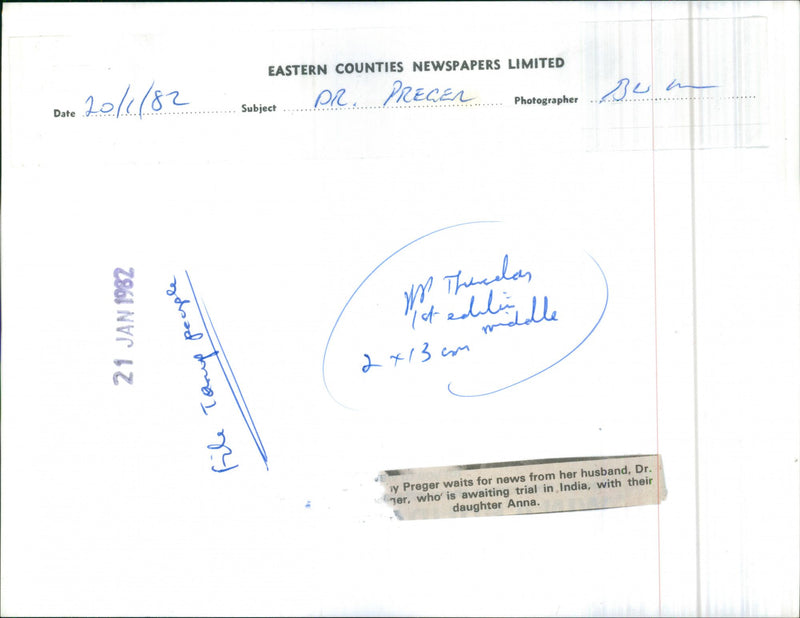 EASTERN COUNTIES NEWSPAPERS LIMITED
Date 20/1/82 Subject DR. PREGER Photographer
21 JAN 1982
File people
Thursday
1st edition
middle
2 x 13 cm
y Preger waits for news from her husband, Dr.
ger, who is awaiting trial in India, with their
daughter Anna.